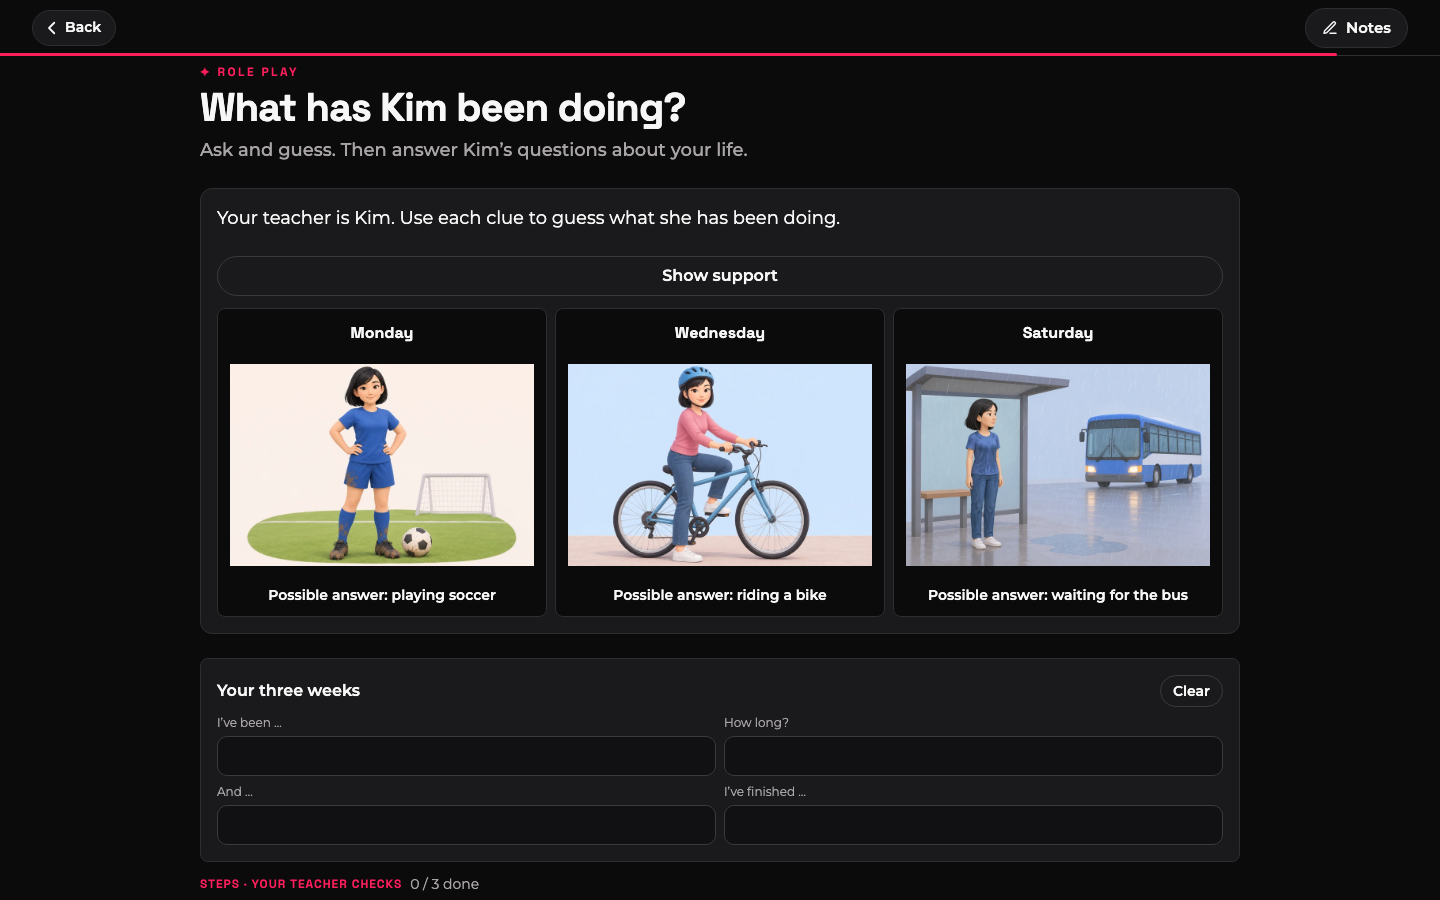 Back
Notes
✦ ROLE PLAY
What has Kim been doing?
Ask and guess. Then answer Kim’s questions about your life.
Your teacher is Kim. Use each clue to guess what she has been doing.
Show support
Monday
Wednesday
Saturday
Possible answer: playing soccer
Possible answer: riding a bike
Possible answer: waiting for the bus
Your three weeks
Clear
I’ve been ...
How long?
And ...
I’ve finished ...
STEPS · YOUR TEACHER CHECKS 0 / 3 done